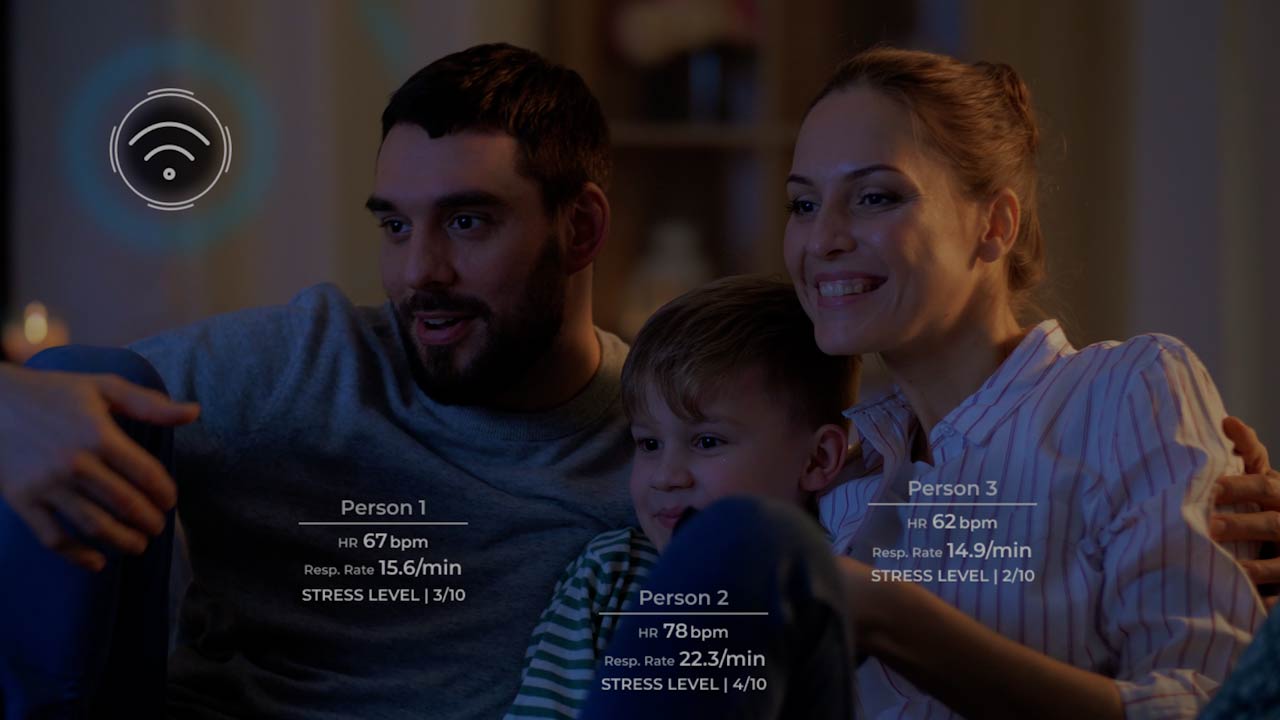 Person 1
HR 67 bpm
Resp. Rate 15.6/min
STRESS LEVEL | 3/10
Person 2
HR 78 bpm
Resp. Rate 22.3/min
STRESS LEVEL | 4/10
Person 3
HR 62 bpm
Resp. Rate 14.9/min
STRESS LEVEL | 2/10